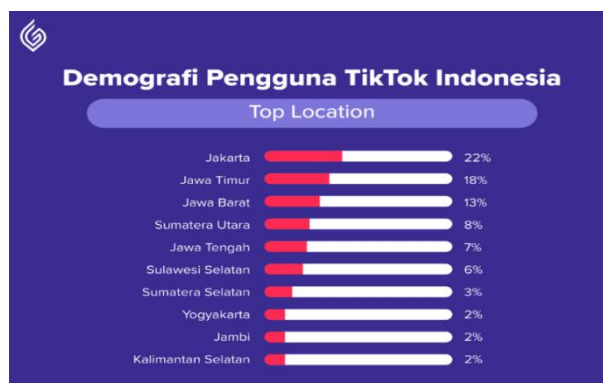 Demografi Pengguna TikTok Indonesia
Top Location
Jakarta 22%
Jawa Timur 18%
Jawa Barat 13%
Sumatera Utara 8%
Jawa Tengah 7%
Sulawesi Selatan 6%
Sumatera Selatan 3%
Yogyakarta 2%
Jambi 2%
Kalimantan Selatan 2%